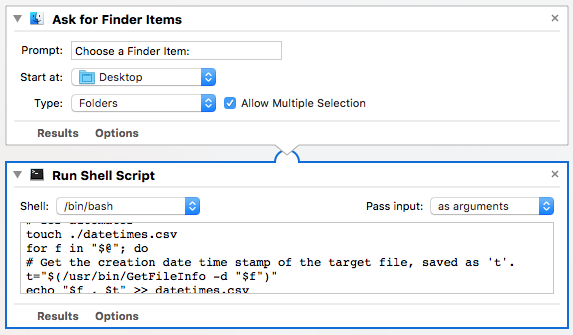 Ask for Finder Items
Prompt: Choose a Finder Item:
Start at: Desktop
Type: Folders Allow Multiple Selection
Results Options
Run Shell Script
Shell: /bin/bash Pass input: as arguments
touch ./datetimes.csv
for f in "$@"; do
# Get the creation date time stamp of the target file, saved as 't'.
t="$(/usr/bin/GetFileInfo -d "$f")"
echo "$f , $t" >> datetimes.csv
Results Options